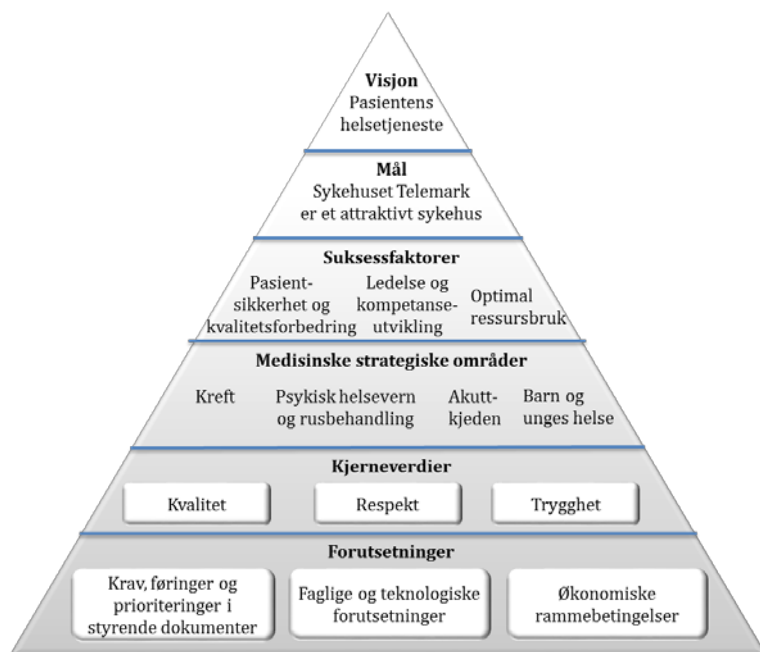 Visjon
Pasientens
helsetjeneste
Mål
Sykehuset Telemark
er et attraktivt sykehus
Suksessfaktorer
Pasient-
sikkerhet og
kvalitetsforbedring
Ledelse og
kompetanse-
utvikling
Optimal
ressursbruk
Medisinske strategiske områder
Kreft
Psykisk helsevern
og rusbehandling
Akutt-
kjeden
Barn og
unges helse
Kjerneverdier
Kvalitet
Respekt
Trygghet
Forutsetninger
Krav, føringer og
prioriteringer i
styrende dokumenter
Faglige og teknologiske
forutsetninger
Økonomiske
rammebetingelser